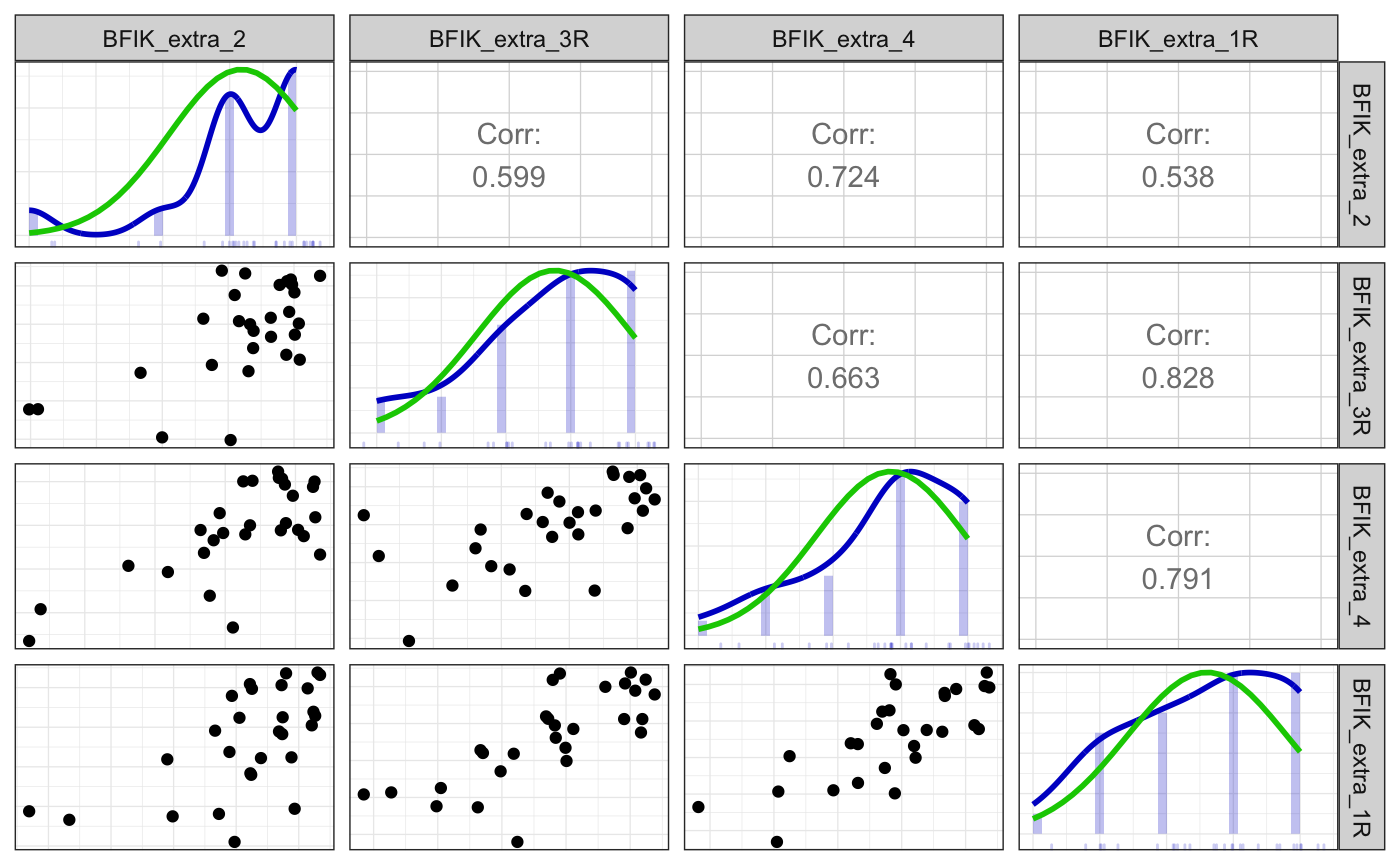 BFIK_extra_2
BFIK_extra_3R
BFIK_extra_4
BFIK_extra_1R
Corr:
0.599
Corr:
0.724
Corr:
0.538
BFIK_extra_2
Corr:
0.663
Corr:
0.828
BFIK_extra_3R
Corr:
0.791
BFIK_extra_4
BFIK_extra_1R